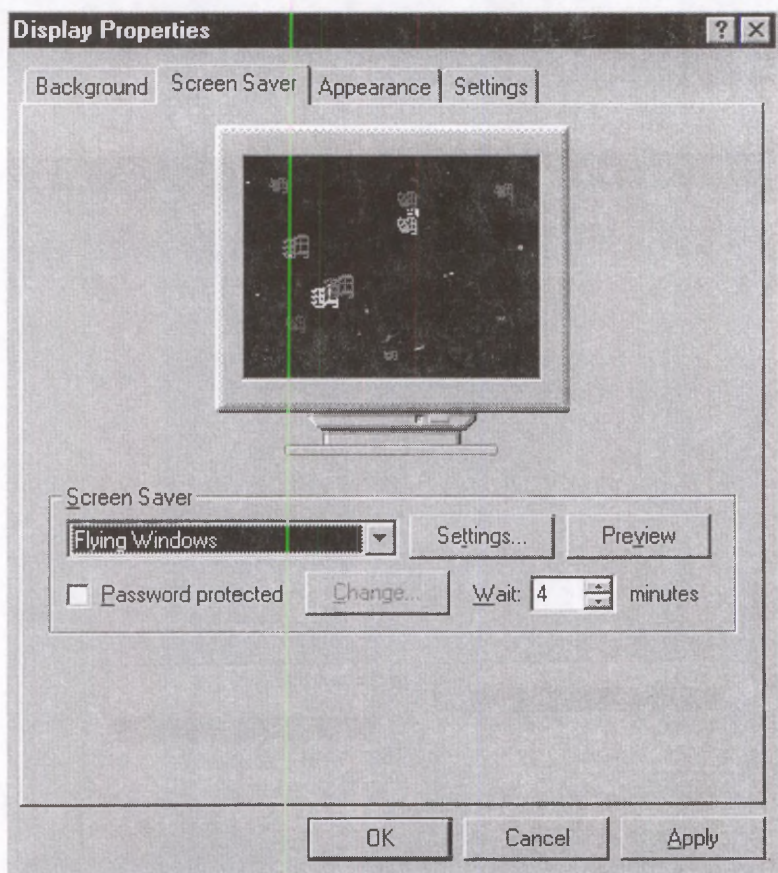 Display Properties
Background Screen Saver Appearance Settings
Screen Saver
Flying Windows Settings... Preview
Password protected Change... Wait: 4 minutes
OK Cancel Apply